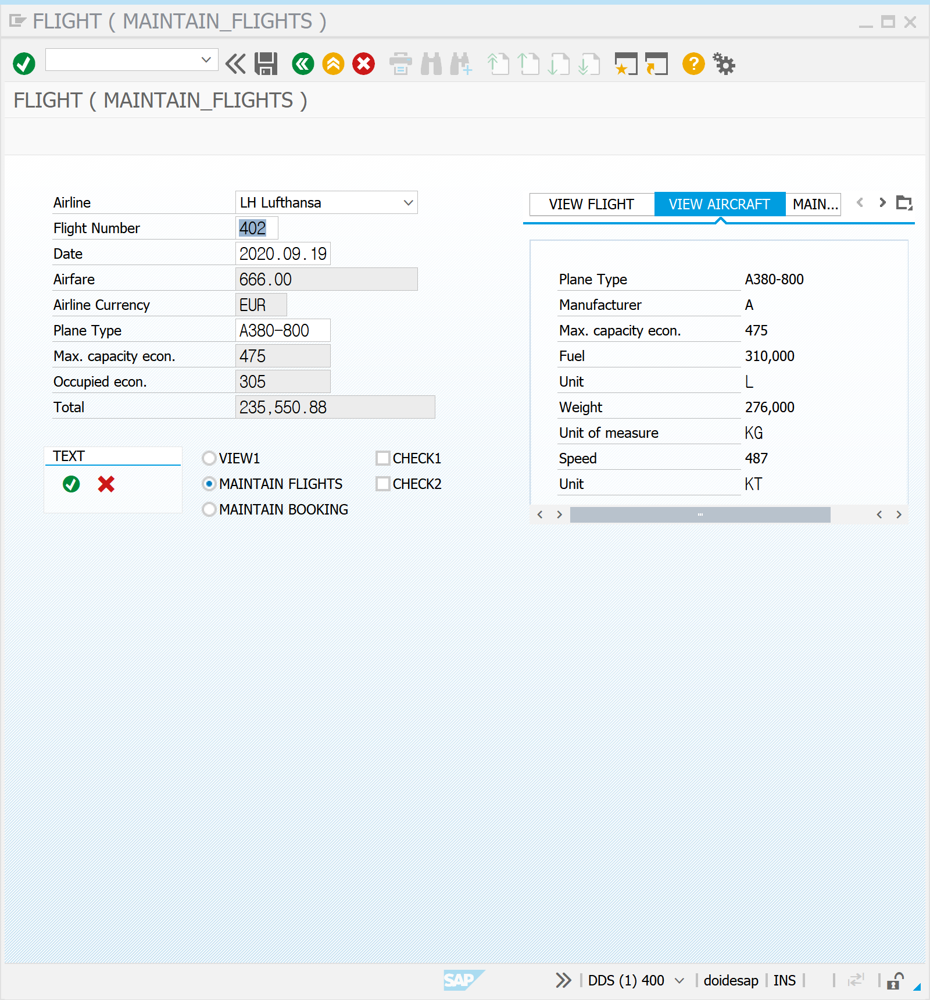 FLIGHT ( MAINTAIN_FLIGHTS )
FLIGHT ( MAINTAIN_FLIGHTS )
Airline LH Lufthansa
Flight Number 402
Date 2020.09.19
Airfare 666.00
Airline Currency EUR
Plane Type A380-800
Max. capacity econ. 475
Occupied econ. 305
Total 235,550.88
TEXT
VIEW1
MAINTAIN FLIGHTS
MAINTAIN BOOKING
CHECK1
CHECK2
VIEW FLIGHT VIEW AIRCRAFT MAIN...
Plane Type A380-800
Manufacturer A
Max. capacity econ. 475
Fuel 310,000
Unit L
Weight 276,000
Unit of measure KG
Speed 487
Unit KT
SAP DDS (1) 400 doidesap INS